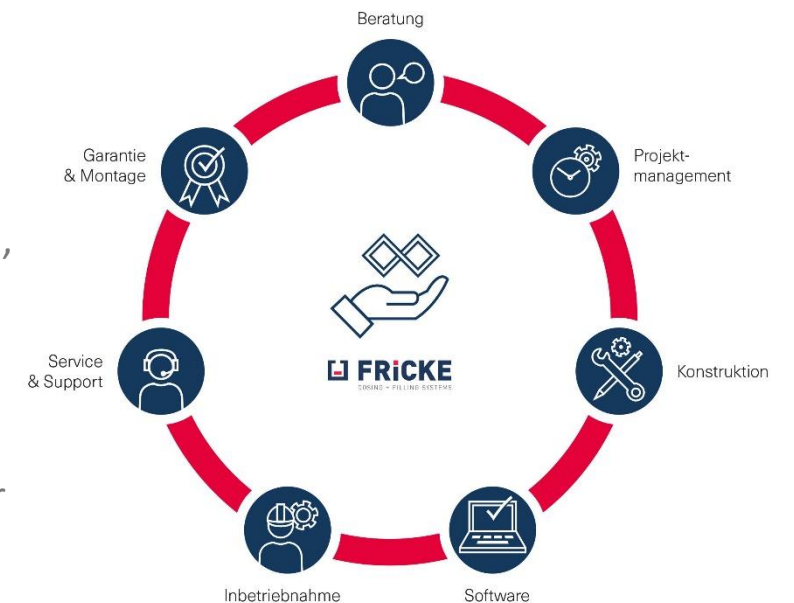 Beratung
Projekt-
management
Konstruktion
Software
Inbetriebnahme
Service
& Support
Garantie
& Montage
FRiCKE
DOSING + FILLING SYSTEMS
,
r